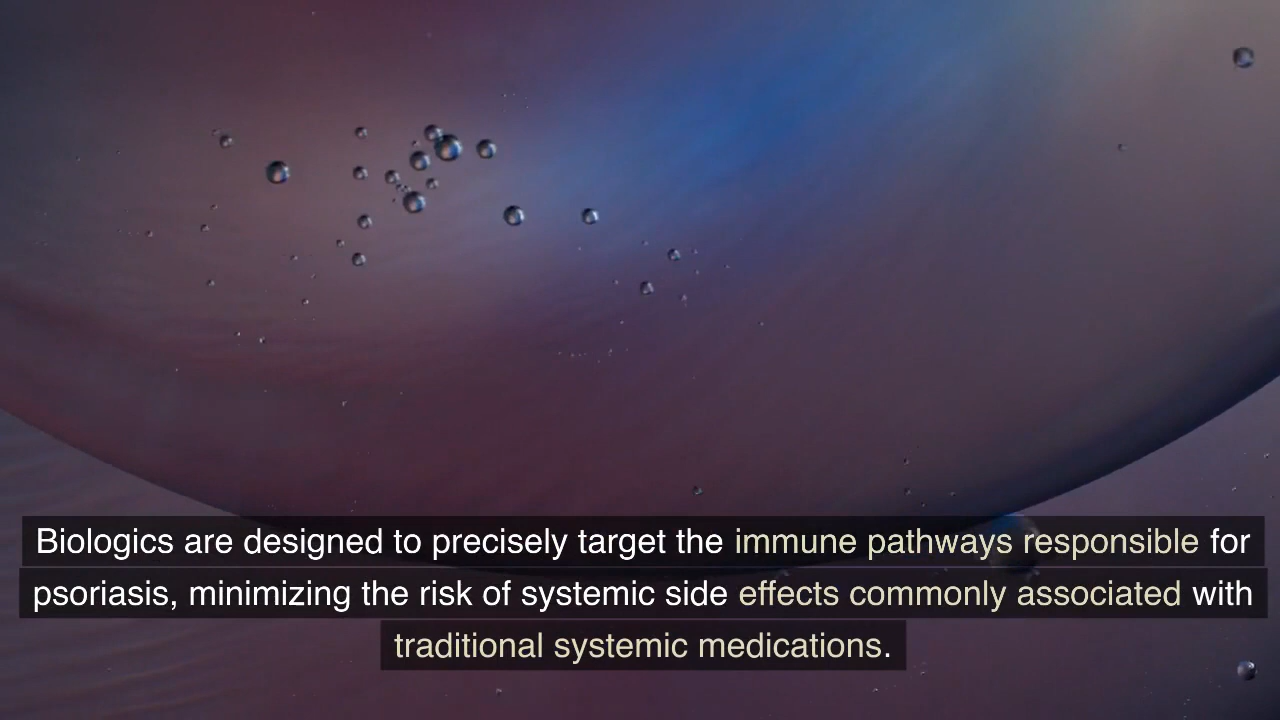 Biologics are designed to precisely target the immune pathways responsible for
psoriasis, minimizing the risk of systemic side effects commonly associated with
traditional systemic medications.